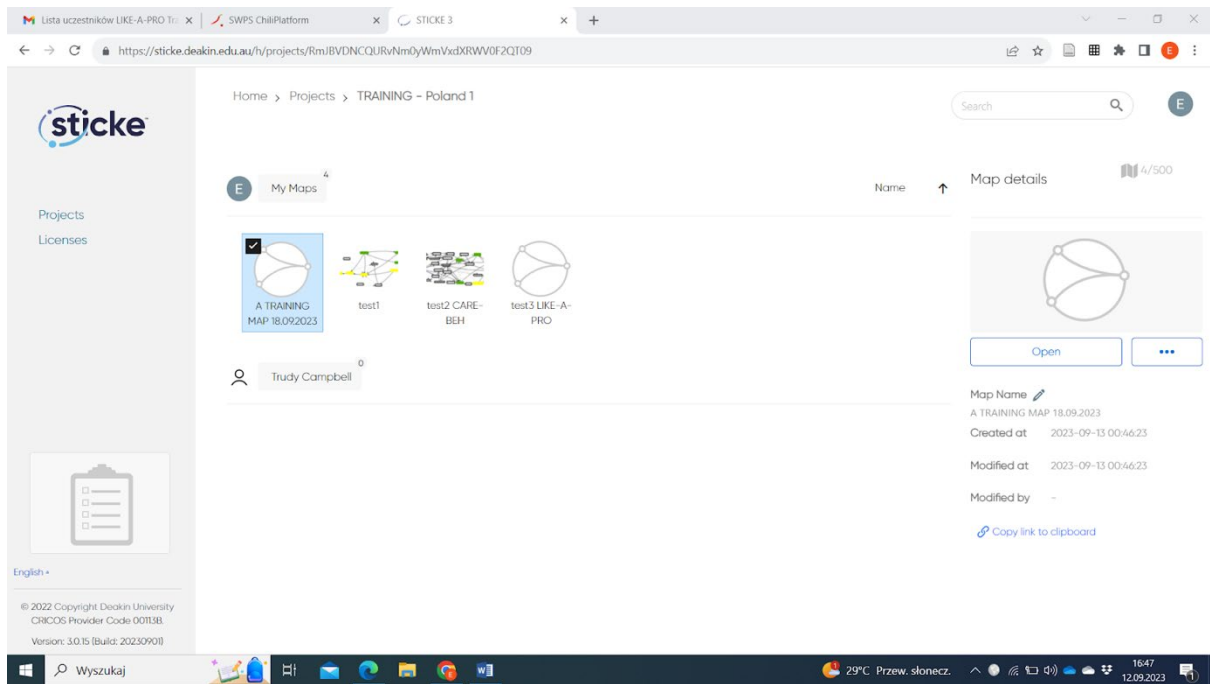 Lista uczestników LIKE-A-PRO Tra
SWPS ChiliPlatform
STICKE 3
https://sticke.deakin.edu.au/h/projects/RmJBVDNCQURvNm0yWmVxdXRWV0F2QT09
E
sticke
Home > Projects > TRAINING - Poland 1
Search
E
E
My Maps
4
Name
Map details
4/500
Projects
Licenses
A TRAINING
MAP 18.09.2023
test1
test2 CARE-
BEH
test3 LIKE-A-
PRO
Trudy Campbell
0
Open
Map Name
A TRAINING MAP 18.09.2023
Created at 2023-09-13 00:46:23
Modified at 2023-09-13 00:46:23
Modified by -
Copy link to clipboard
English
© 2022 Copyright Deakin University
CRICOS Provider Code 00113B.
Version: 3.0.15 (Build: 20230901)
Wyszukaj
29°C Przew. słonecz.
16:47
12.09.2023
1